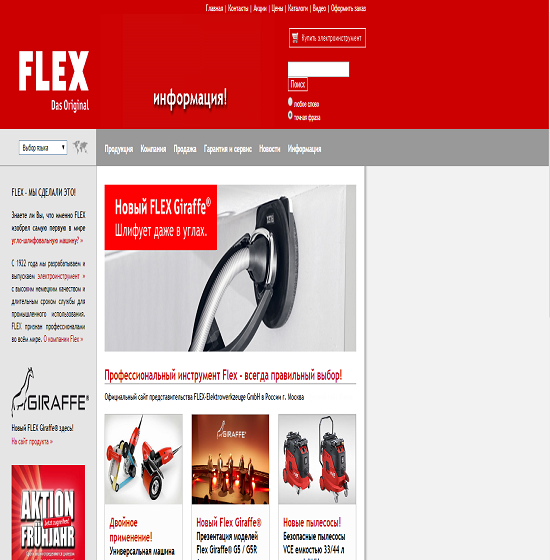 Главная | Контакты | Акции | Цены | Каталоги | Видео | Оформить заказ
Купить электроинструмент
FLEX
Das Original
информация!
Поиск
любое слово
точная фраза
Выбор языка
Продукция Компания Продажа Гарантия и сервис Новости Информация
FLEX - МЫ СДЕЛАЛИ ЭТО!
Знаете ли Вы, что именно FLEX
изобрел самую первую в мире
угло-шлифовальную машину? »
С 1922 года мы разрабатываем и
выпускаем электроинструмент »
с высоким немецким качеством и
длительным сроком службы для
промышленного использования.
FLEX признан профессионалами
во всём мире. О компании Flex »
GIRAFFE®
Новый FLEX Giraffe® здесь!
На сайт продукта »
AKTION
Jetzt zugreifen!
FRÜHJAHR
Новый FLEX Giraffe®
Шлифует даже в углах.
Профессиональный инструмент Flex - всегда правильный выбор!
Официальный сайт представительства FLEX-Elektrowerkzeuge GmbH в России г. Москва
GIRAFFE
Двойное
применение!
Универсальная машина
Новый Flex Giraffe®
Презентация моделей
Flex Giraffe® G5 / G5R
Новые пылесосы!
Безопасные пылесосы
VCE емкостью 33/44 л